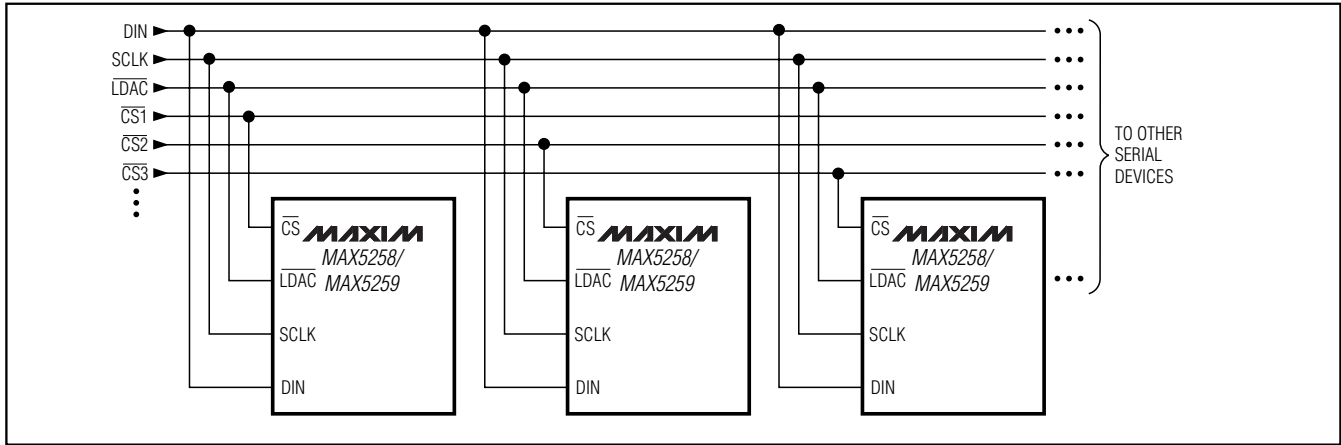 DIN
SCLK
LDAC
CS1
CS2
CS3
TO OTHER
SERIAL
DEVICES
CS MAXIM
MAX5258/
LDAC MAX5259
SCLK
DIN
CS MAXIM
MAX5258/
LDAC MAX5259
SCLK
DIN
CS MAXIM
MAX5258/
LDAC MAX5259
SCLK
DIN